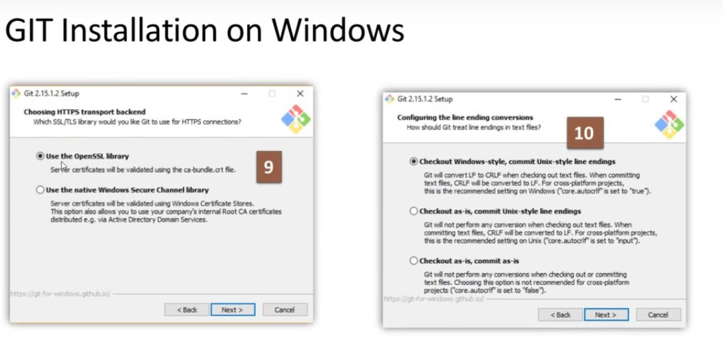 GIT Installation on Windows
Git 2.15.1.2 Setup
Choosing HTTPS transport backend
Which SSL/TLS library would you like Git to use for HTTPS connections?
9
Use the OpenSSL library
Server certificates will be validated using the ca-bundle.crt file.
Use the native Windows Secure Channel library
Server certificates will be validated using Windows Certificate Stores.
This option also allows you to use your company's internal Root CA certificates
distributed e.g. via Active Directory Domain Services.
https://git-for-windows.github.io/
< Back
Next >
Cancel
Git 2.15.1.2 Setup
Configuring the line ending conversions
How should Git treat line endings in text files?
10
Checkout Windows-style, commit Unix-style line endings
Git will convert LF to CRLF when checking out text files. When committing
text files, CRLF will be converted to LF. For cross-platform projects,
this is the recommended setting on Windows ("core.autocrlf" is set to "true").
Checkout as-is, commit Unix-style line endings
Git will not perform any conversion when checking out text files. When
committing text files, CRLF will be converted to LF. For cross-platform projects,
this is the recommended setting on Unix ("core.autocrlf" is set to "input").
Checkout as-is, commit as-is
Git will not perform any conversions when checking out or committing
text files. Choosing this option is not recommended for cross-platform
projects ("core.autocrlf" is set to "false").
https://git-for-windows.github.io/
< Back
Next >
Cancel